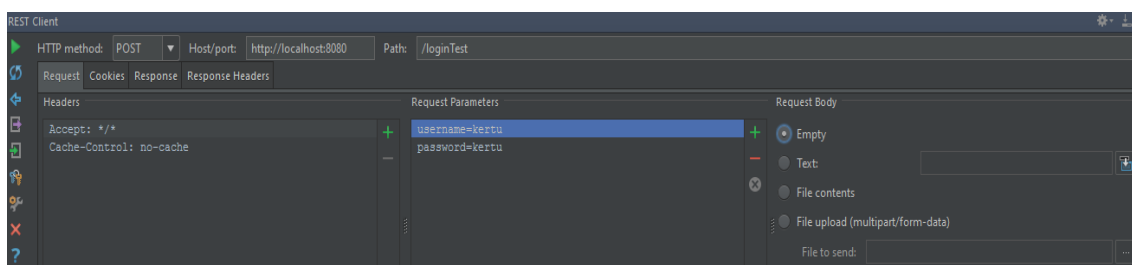 REST Client
HTTP method: POST Host/port: http://localhost:8080 Path: /loginTest
Request Cookies Response Response Headers
Headers
Accept: */*
Cache-Control: no-cache
Request Parameters
username=kertu
password=kertu
Request Body
Empty
Text:
File contents
File upload (multipart/form-data)
File to send:
...